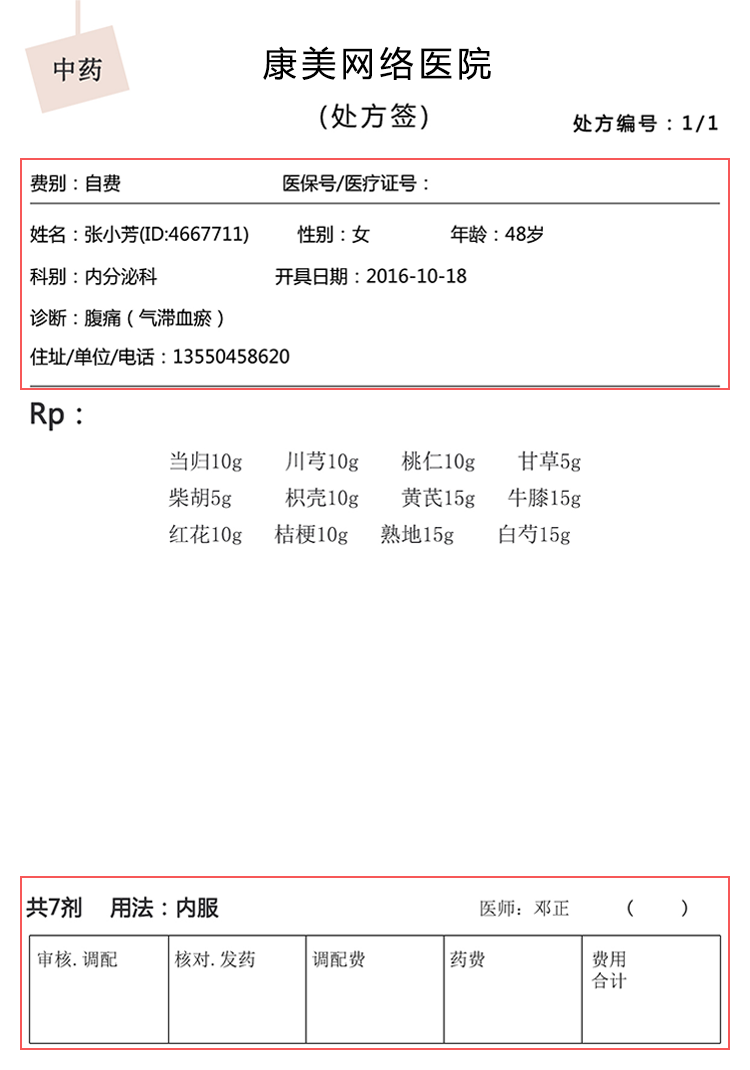 中药
康美网络医院
(处方签)
处方编号：1/1
费别：自费 医保号/医疗证号：
姓名：张小芳(ID:4667711) 性别：女 年龄：48岁
科别：内分泌科 开具日期：2016-10-18
诊断：腹痛（气滞血瘀）
住址/单位/电话：13550458620
Rp：
当归10g 川芎10g 桃仁10g 甘草5g
柴胡5g 枳壳10g 黄芪15g 牛膝15g
红花10g 桔梗10g 熟地15g 白芍15g
共7剂 用法：内服 医师：邓正 （ ）
审核.调配 核对.发药 调配费 药费 费用
合计